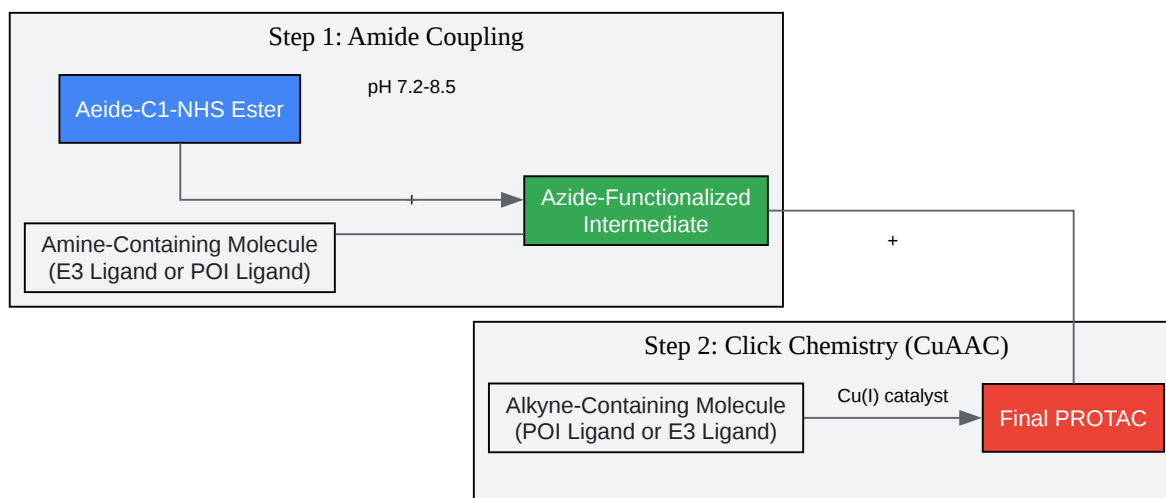 Step 1: Amide Coupling
pH 7.2-8.5
Aeide-C1-NHS Ester
+
Azide-Functionalized
Intermediate
Amine-Containing Molecule
(E3 Ligand or POI Ligand)
+
Step 2: Click Chemistry (CuAAC)
Alkyne-Containing Molecule
(POI Ligand or E3 Ligand)
Cu(I) catalyst
Final PROTAC